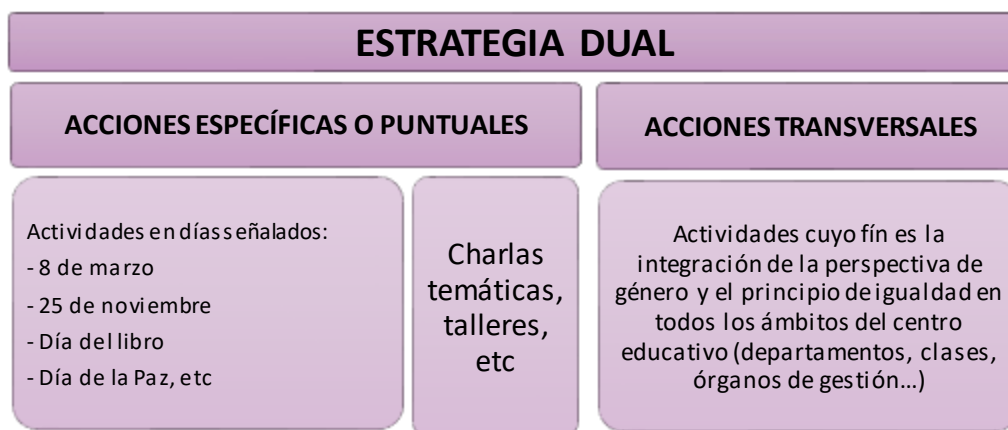 ESTRATEGIA DUAL
ACCIONES ESPECÍFICAS O PUNTUALES
ACCIONES TRANSVERSALES
Actividades en días señalados:
- 8 de marzo
- 25 de noviembre
- Día del libro
- Día de la Paz, etc
Charlas
temáticas,
talleres,
etc
Actividades cuyo fín es la
integración de la perspectiva de
género y el principio de igualdad en
todos los ámbitos del centro
educativo (departamentos, clases,
órganos de gestión...)